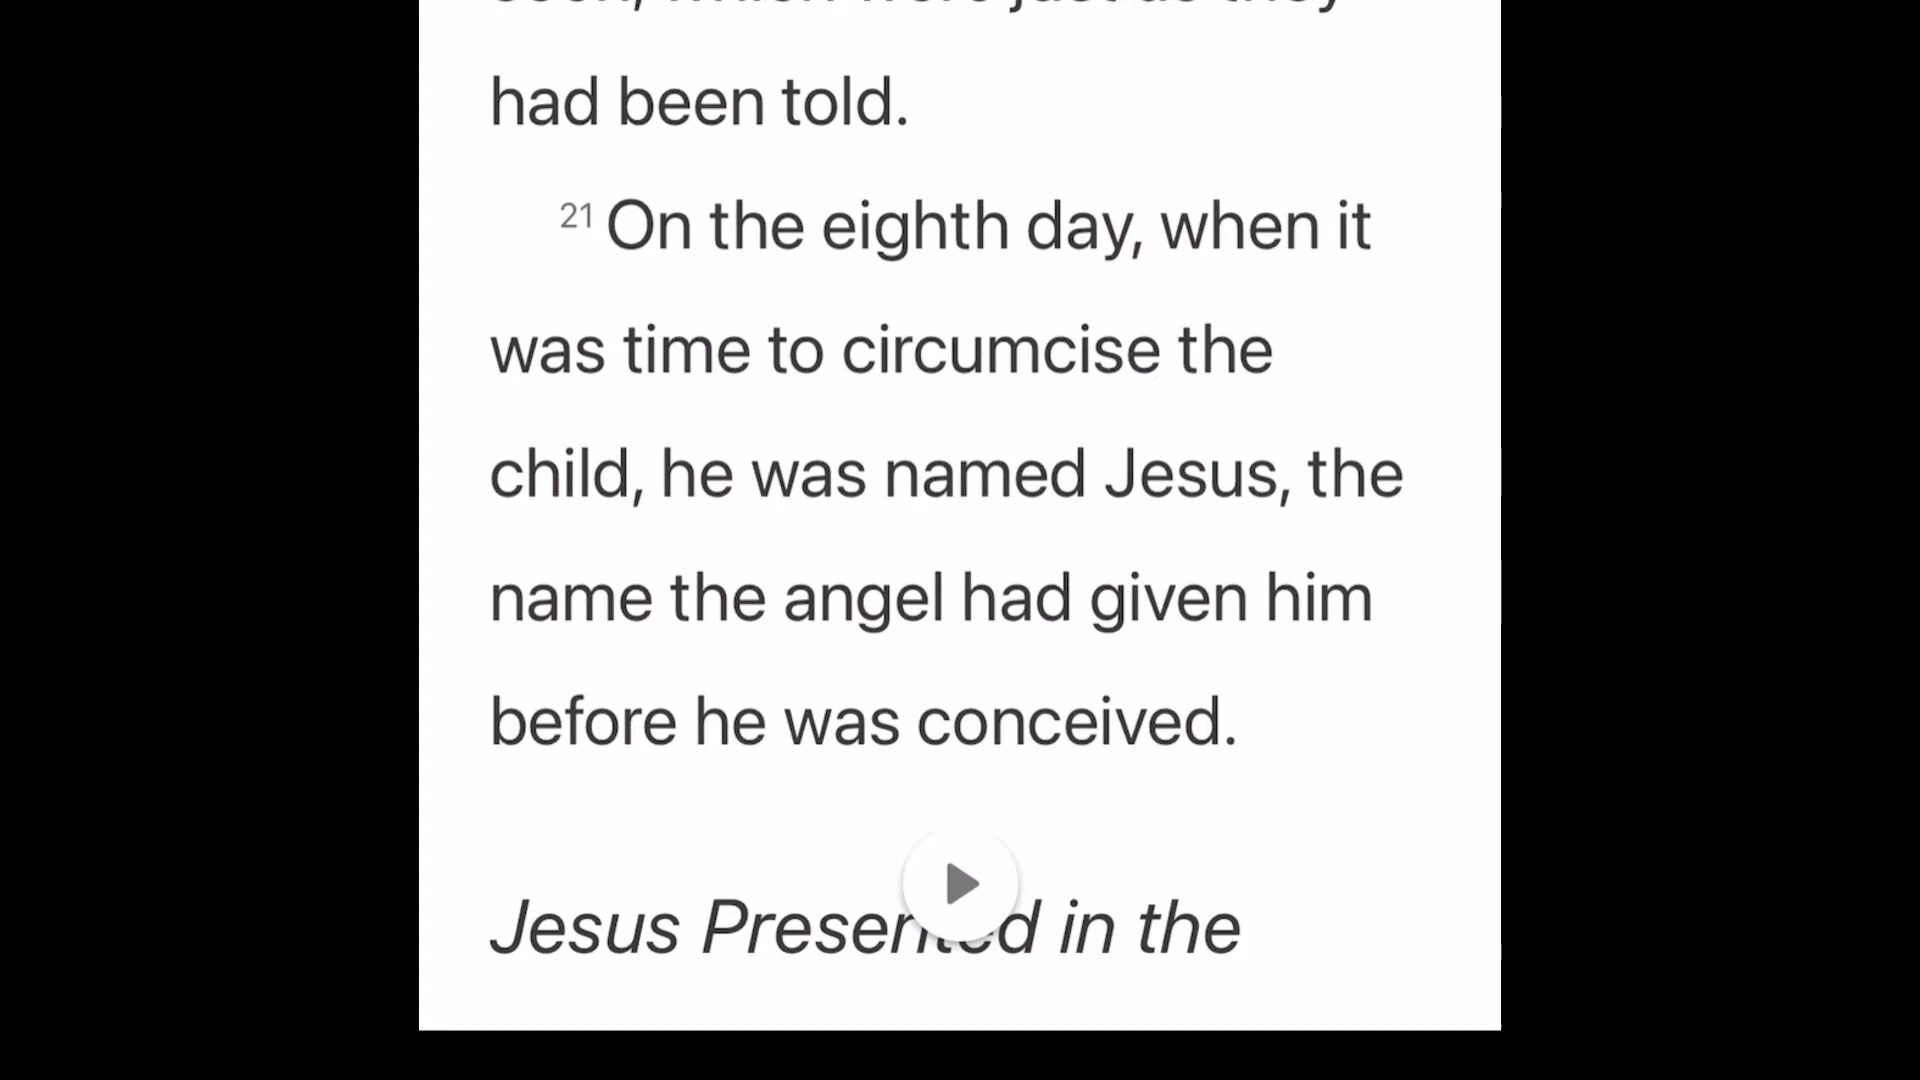 had been told.
21 On the eighth day, when it
was time to circumcise the
child, he was named Jesus, the
name the angel had given him
before he was conceived.
Jesus Presented in the